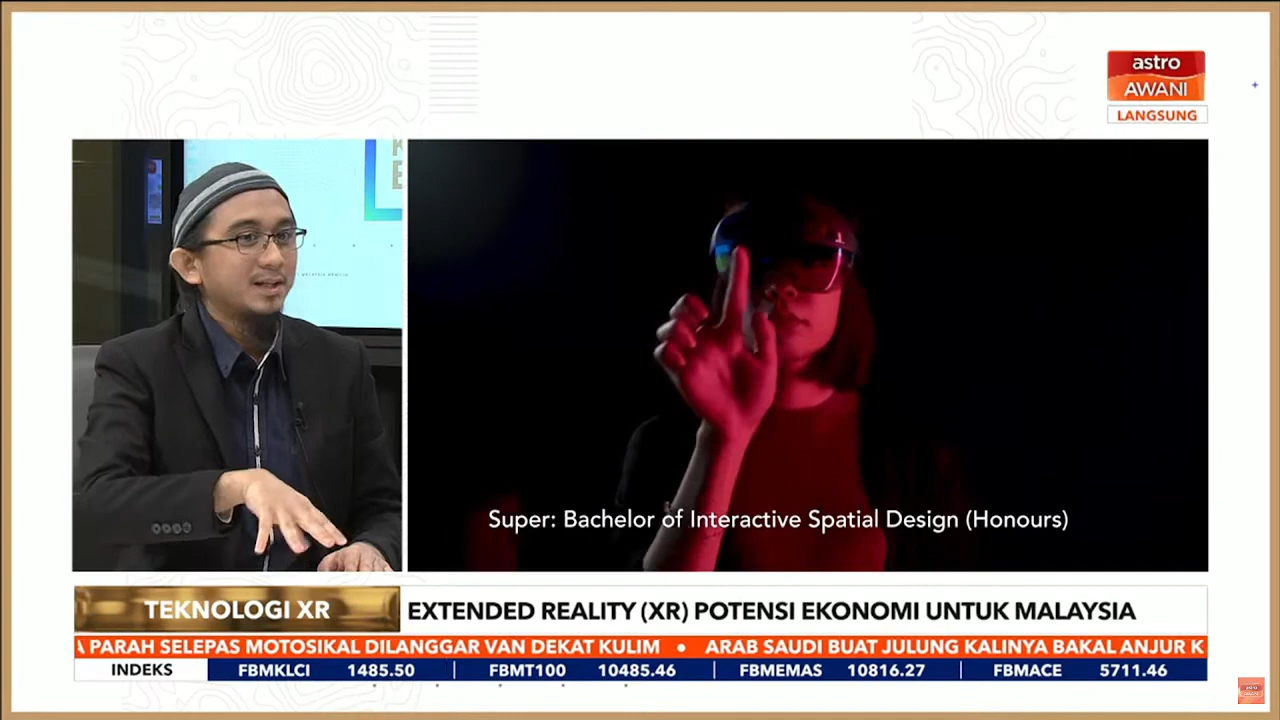 astro
AWANI
LANGSUNG
Super: Bachelor of Interactive Spatial Design (Honours)
TEKNOLOGI XR
EXTENDED REALITY (XR) POTENSI EKONOMI UNTUK MALAYSIA
PARAH SELEPAS MOTOSIKAL DILANGGAR VAN DEKAT KULIM • ARAB SAUDI BUAT JULUNG KALINYA BAKAL ANJUR K
INDEKS FBMKLCI 1485.50 FBMT100 10485.46 FBMEMAS 10816.27 FBMACE 5711.46
astro
AWANI